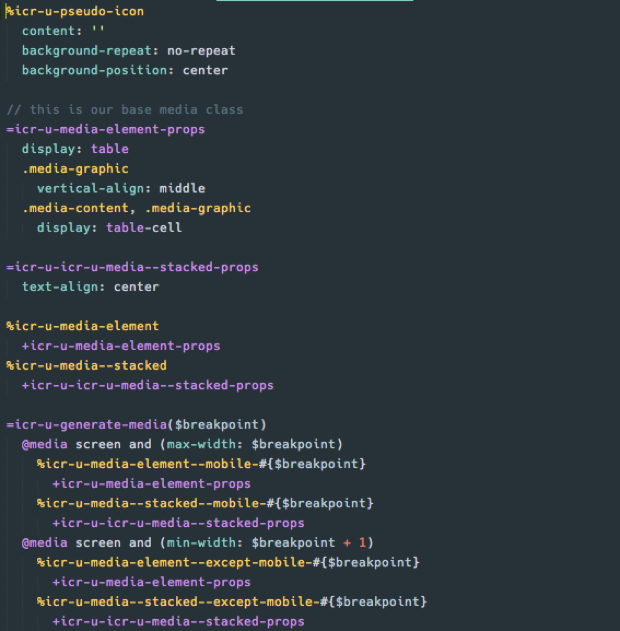 %icr-u-pseudo-icon
  content: ''
  background-repeat: no-repeat
  background-position: center

// this is our base media class
=icr-u-media-element-props
  display: table
  .media-graphic
    vertical-align: middle
  .media-content, .media-graphic
    display: table-cell

=icr-u-icr-u-media--stacked-props
  text-align: center

%icr-u-media-element
  +icr-u-media-element-props
%icr-u-media--stacked
  +icr-u-icr-u-media--stacked-props

=icr-u-generate-media($breakpoint)
  @media screen and (max-width: $breakpoint)
    %icr-u-media-element--mobile-#{$breakpoint}
      +icr-u-media-element-props
    %icr-u-media--stacked--mobile-#{$breakpoint}
      +icr-u-icr-u-media--stacked-props
  @media screen and (min-width: $breakpoint + 1)
    %icr-u-media-element--except-mobile-#{$breakpoint}
      +icr-u-media-element-props
    %icr-u-media--stacked--except-mobile-#{$breakpoint}
      +icr-u-icr-u-media--stacked-props